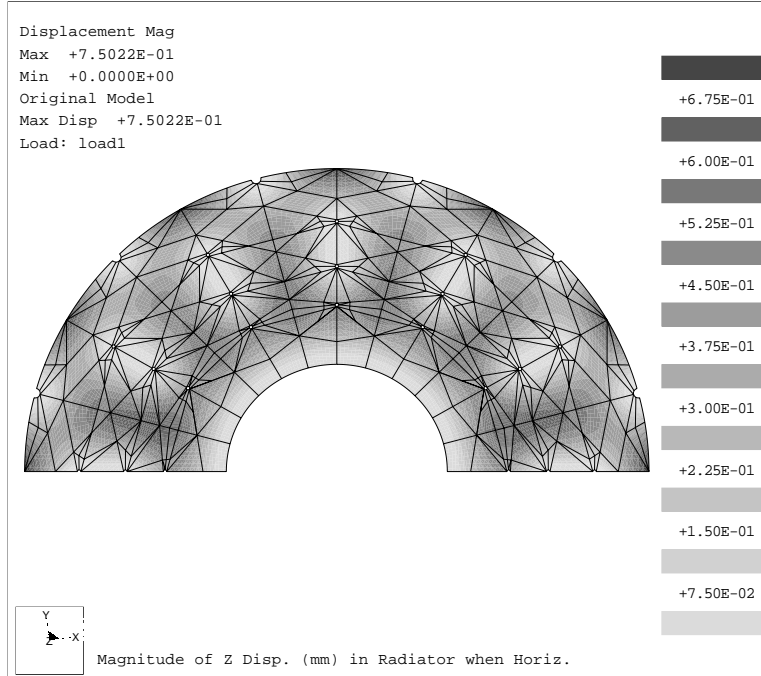 Displacement Mag
Max +7.5022E-01
Min +0.0000E+00
Original Model
Max Disp +7.5022E-01
Load: load1
+6.75E-01
+6.00E-01
+5.25E-01
+4.50E-01
+3.75E-01
+3.00E-01
+2.25E-01
+1.50E-01
+7.50E-02
Y
Z X
Magnitude of Z Disp. (mm) in Radiator when Horiz.